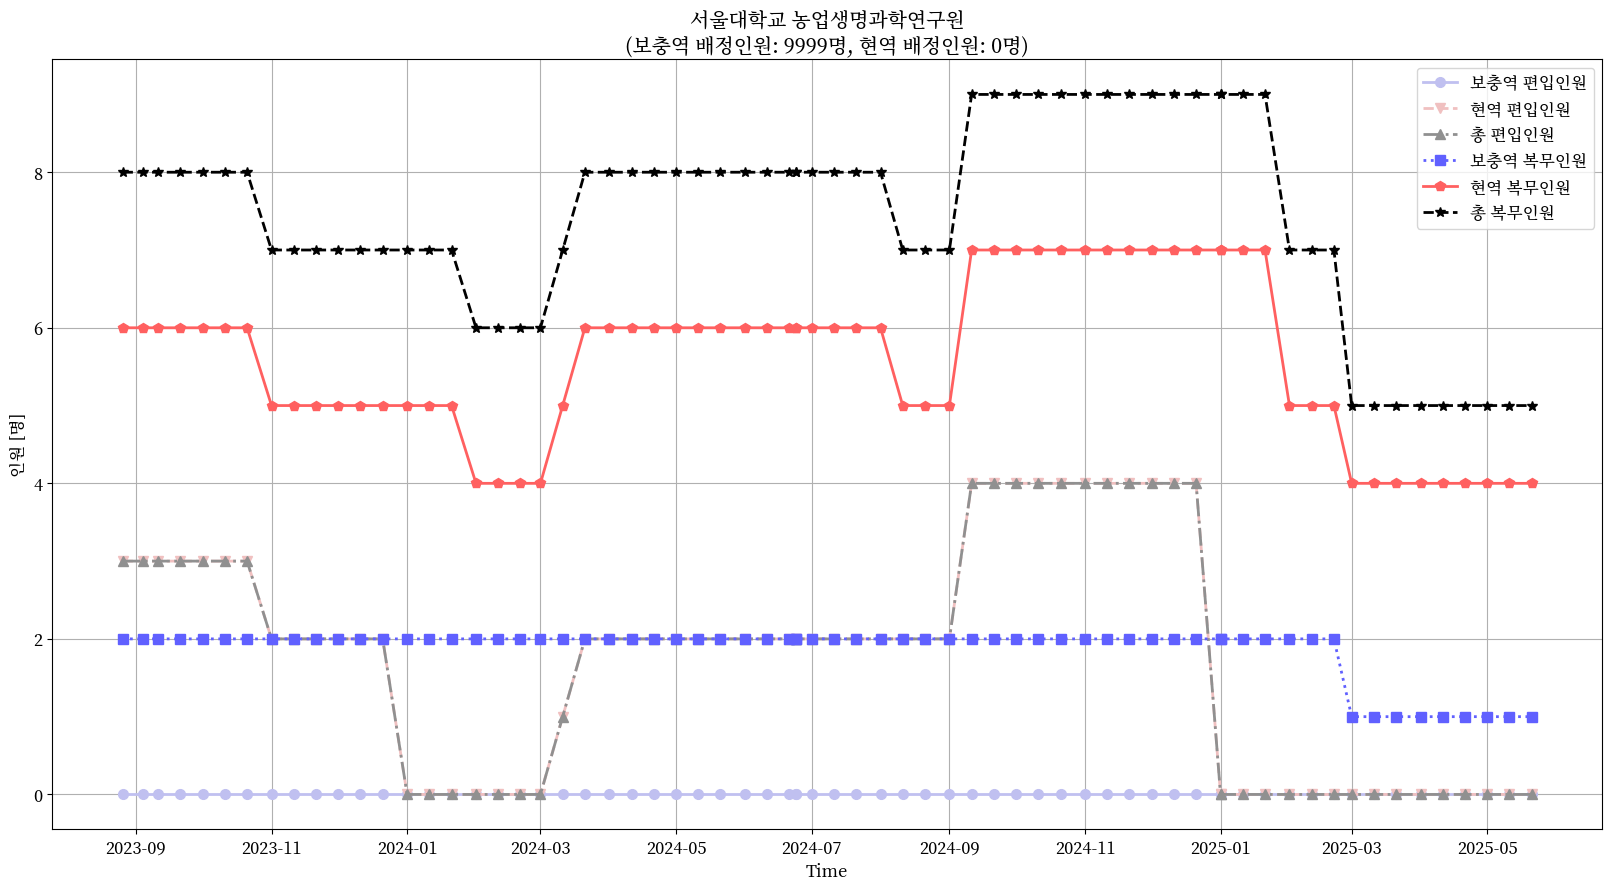 서울대학교 농업생명과학연구원
(보충역 배정인원: 9999명, 현역 배정인원: 0명)
보충역 편입인원
현역 편입인원
총 편입인원
보충역 복무인원
현역 복무인원
총 복무인원
인원 [명]
8
6
4
2
0
2023-09 2023-11 2024-01 2024-03 2024-05 2024-07 2024-09 2024-11 2025-01 2025-03 2025-05
Time